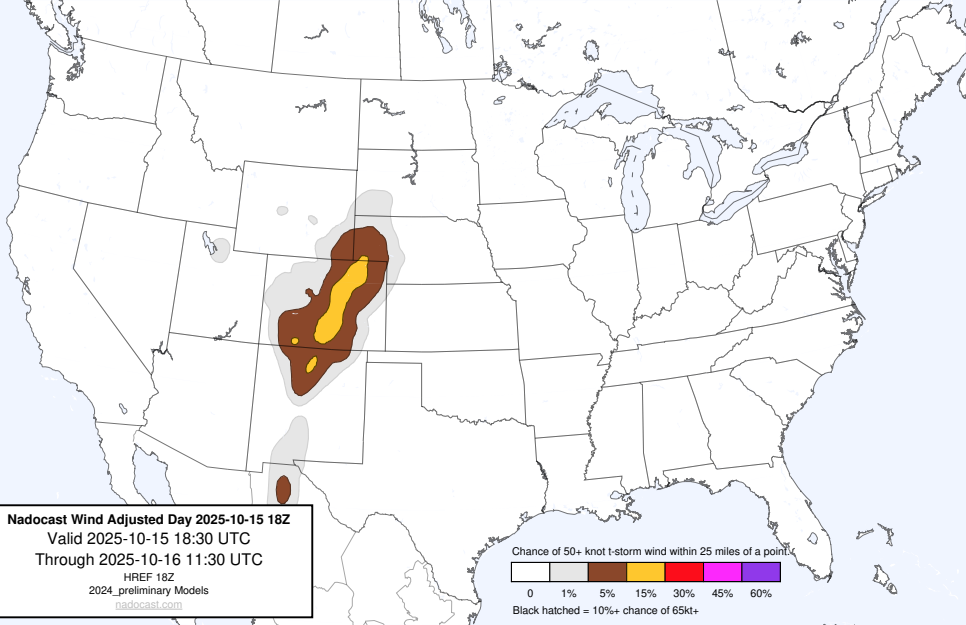 Nadocast Wind Adjusted Day 2025-10-15 18Z
Valid 2025-10-15 18:30 UTC
Through 2025-10-16 11:30 UTC
HREF 18Z
2024_preliminary Models
nadocast.com
Chance of 50+ knot t-storm wind within 25 miles of a point.
0 1% 5% 15% 30% 45% 60%
Black hatched = 10%+ chance of 65kt+